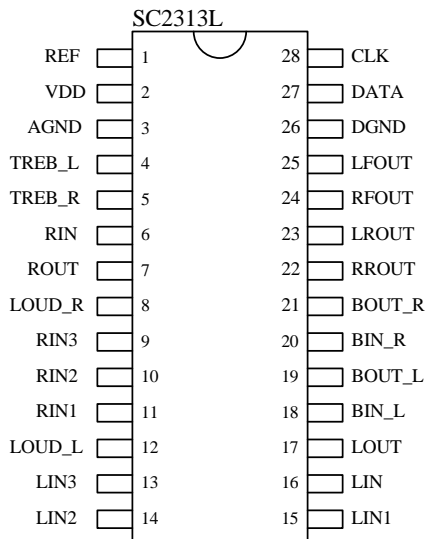 SC2313L
REF 1 28 CLK
VDD 2 27 DATA
AGND 3 26 DGND
TREB_L 4 25 LFOUT
TREB_R 5 24 RFOUT
RIN 6 23 LROUT
ROUT 7 22 RROUT
LOUD_R 8 21 BOUT_R
RIN3 9 20 BIN_R
RIN2 10 19 BOUT_L
RIN1 11 18 BIN_L
LOUD_L 12 17 LOUT
LIN3 13 16 LIN
LIN2 14 15 LIN1